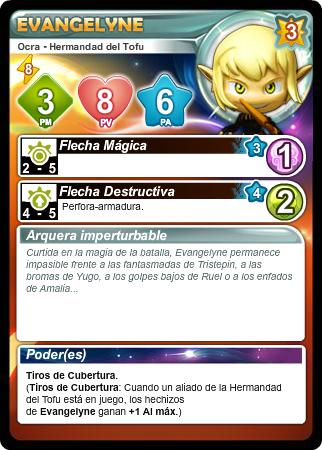 EVANGELYNE
3
Ocra - Hermandad del Tofu
8
3
PM
8
PV
6
PA
Flecha Mágica
3
1
2 - 5
Flecha Destructiva
4
2
Perfora-armadura.
4 - 5
Arquera imperturbable
Curtida en la magia de la batalla, Evangelyne permanece
impasible frente a las fantasmadas de Tristepin, a las
bromas de Yugo, a los golpes bajos de Ruel o a los enfados
de Amalia...
Poder(es)
Tiros de Cubertura.
(Tiros de Cubertura: Cuando un aliado de la Hermandad
del Tofu está en juego, los hechizos
de Evangelyne ganan +1 Al máx.)